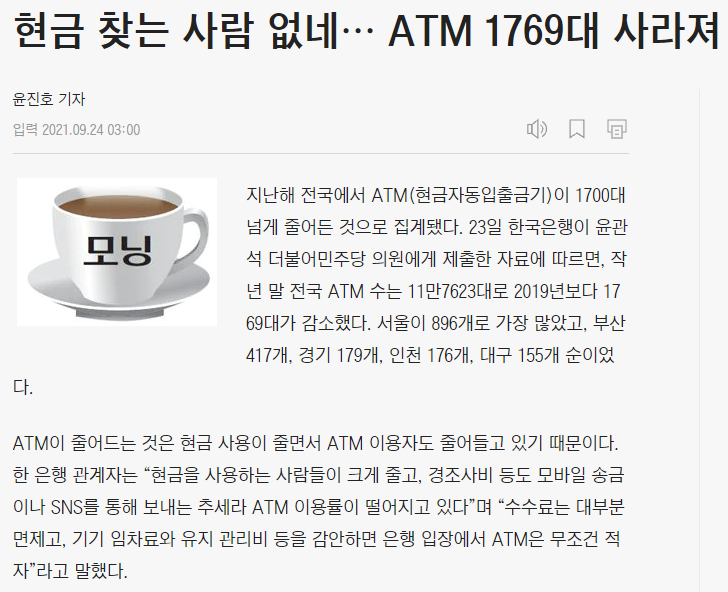 현금 찾는 사람 없네… ATM 1769대 사라져
윤진호 기자
입력 2021.09.24 03:00
모닝
지난해 전국에서 ATM(현금자동입출금기)이 1700대
넘게 줄어든 것으로 집계됐다. 23일 한국은행이 윤관
석 더불어민주당 의원에게 제출한 자료에 따르면, 작
년 말 전국 ATM 수는 11만7623대로 2019년보다 17
69대가 감소했다. 서울이 896개로 가장 많았고, 부산
417개, 경기 179개, 인천 176개, 대구 155개 순이었
다.
ATM이 줄어드는 것은 현금 사용이 줄면서 ATM 이용자도 줄어들고 있기 때문이다.
한 은행 관계자는 “현금을 사용하는 사람들이 크게 줄고, 경조사비 등도 모바일 송금
이나 SNS를 통해 보내는 추세라 ATM 이용률이 떨어지고 있다”며 “수수료는 대부분
면제고, 기기 임차료와 유지 관리비 등을 감안하면 은행 입장에서 ATM은 무조건 적
자”라고 말했다.